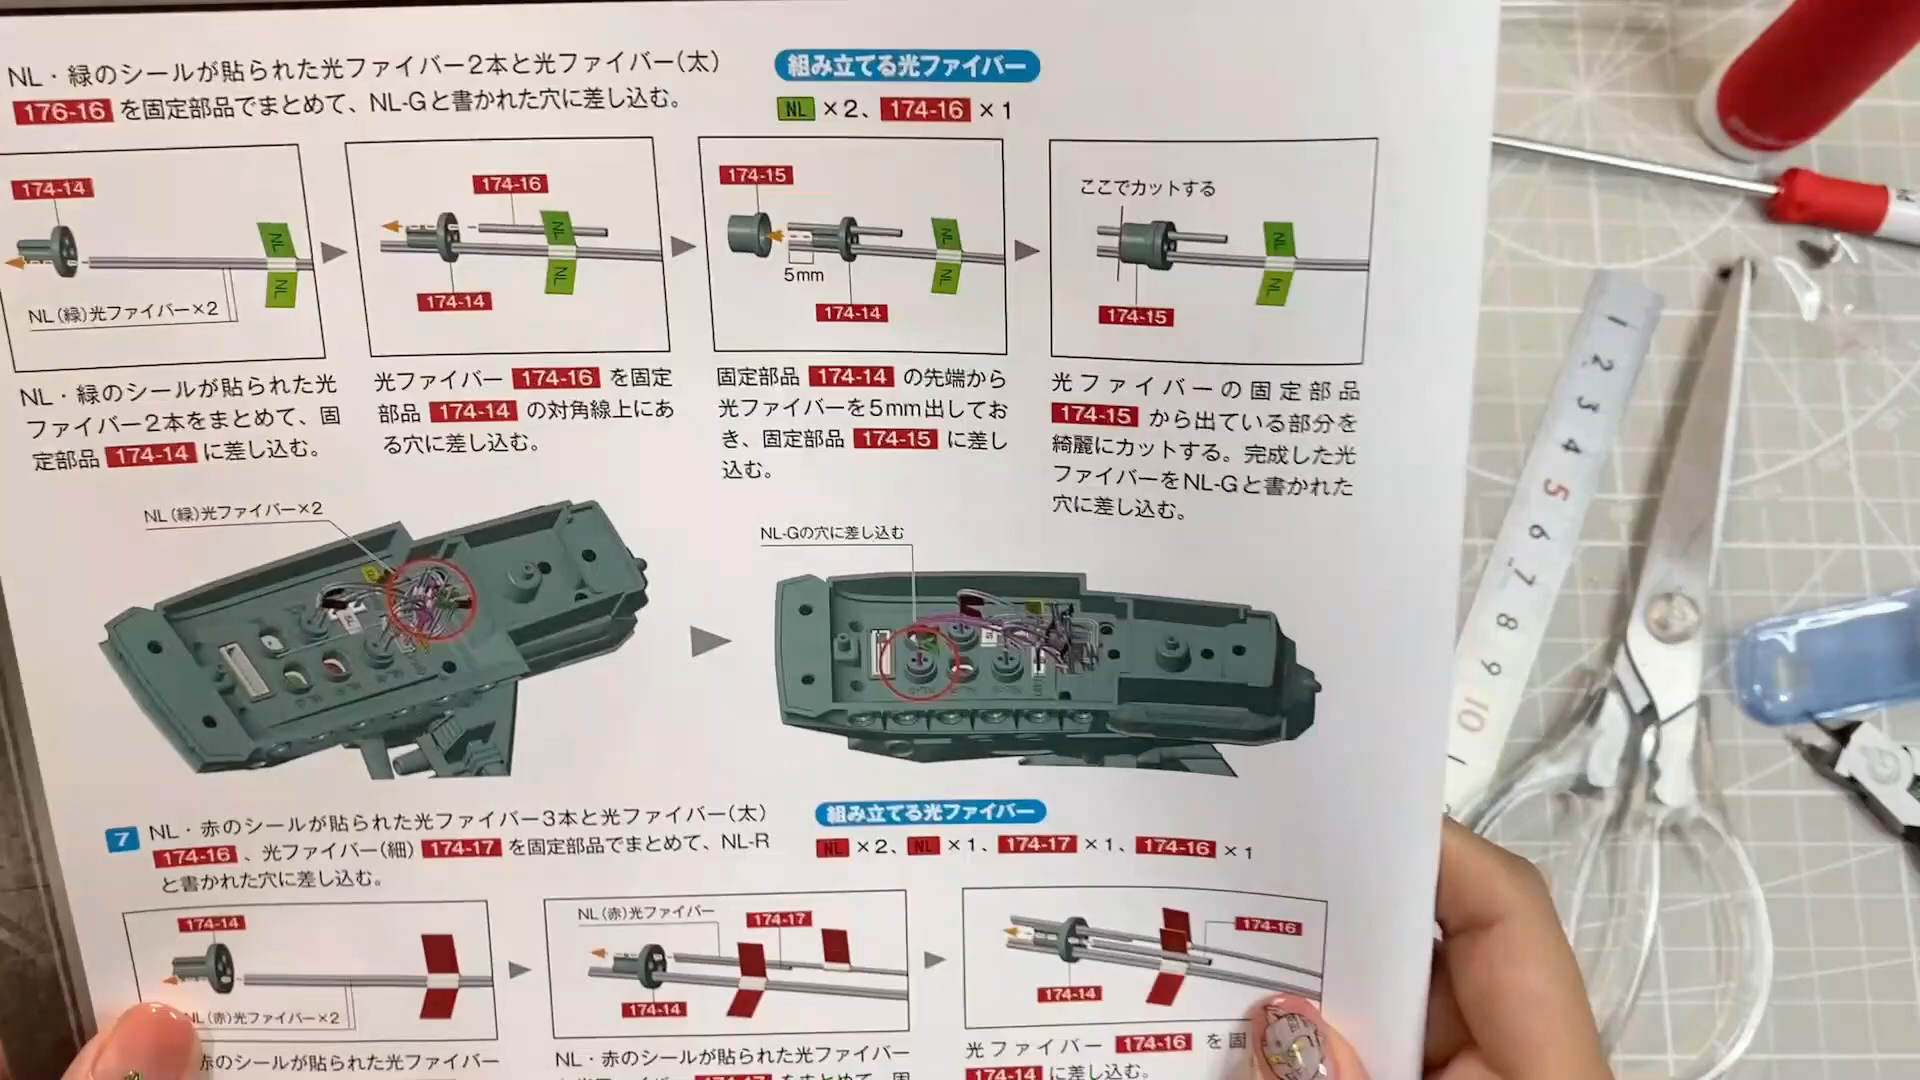 NL・緑のシールが貼られた光ファイバー2本と光ファイバー(太)
176-16 を固定部品でまとめて、NL-Gと書かれた穴に差し込む。
組み立てる光ファイバー
NL ×2、174-16 ×1
174-14
NL
NL
NL(緑)光ファイバー×2
174-16
NL
NL
174-14
174-15
NL
NL
5mm
174-14
ここでカットする
NL
NL
174-15
NL・緑のシールが貼られた光
ファイバー2本をまとめて、固
定部品 174-14 に差し込む。
光ファイバー 174-16 を固定
部品 174-14 の対角線上にあ
る穴に差し込む。
固定部品 174-14 の先端から
光ファイバーを5mm出してお
き、固定部品 174-15 に差し
込む。
光ファイバーの固定部品
174-15 から出ている部分を
綺麗にカットする。完成した光
ファイバーをNL-Gと書かれた
穴に差し込む。
NL(緑)光ファイバー×2
NL-Gの穴に差し込む
7 NL・赤のシールが貼られた光ファイバー3本と光ファイバー(太)
174-16、光ファイバー(細) 174-17 を固定部品でまとめて、NL-R
と書かれた穴に差し込む。
組み立てる光ファイバー
NL ×2、NL ×1、174-17 ×1、174-16 ×1
174-14
NL(赤)光ファイバー×2
NL(赤)光ファイバー
174-17
174-14
174-16
174-14
赤のシールが貼られた光ファイバー
NL・赤のシールが貼られた光ファイバー
174-17 をまとめて、固
光ファイバー 174-16 を固
174-14 に差し込む。
1
2
3
4
5
6
7
8
9
10
1